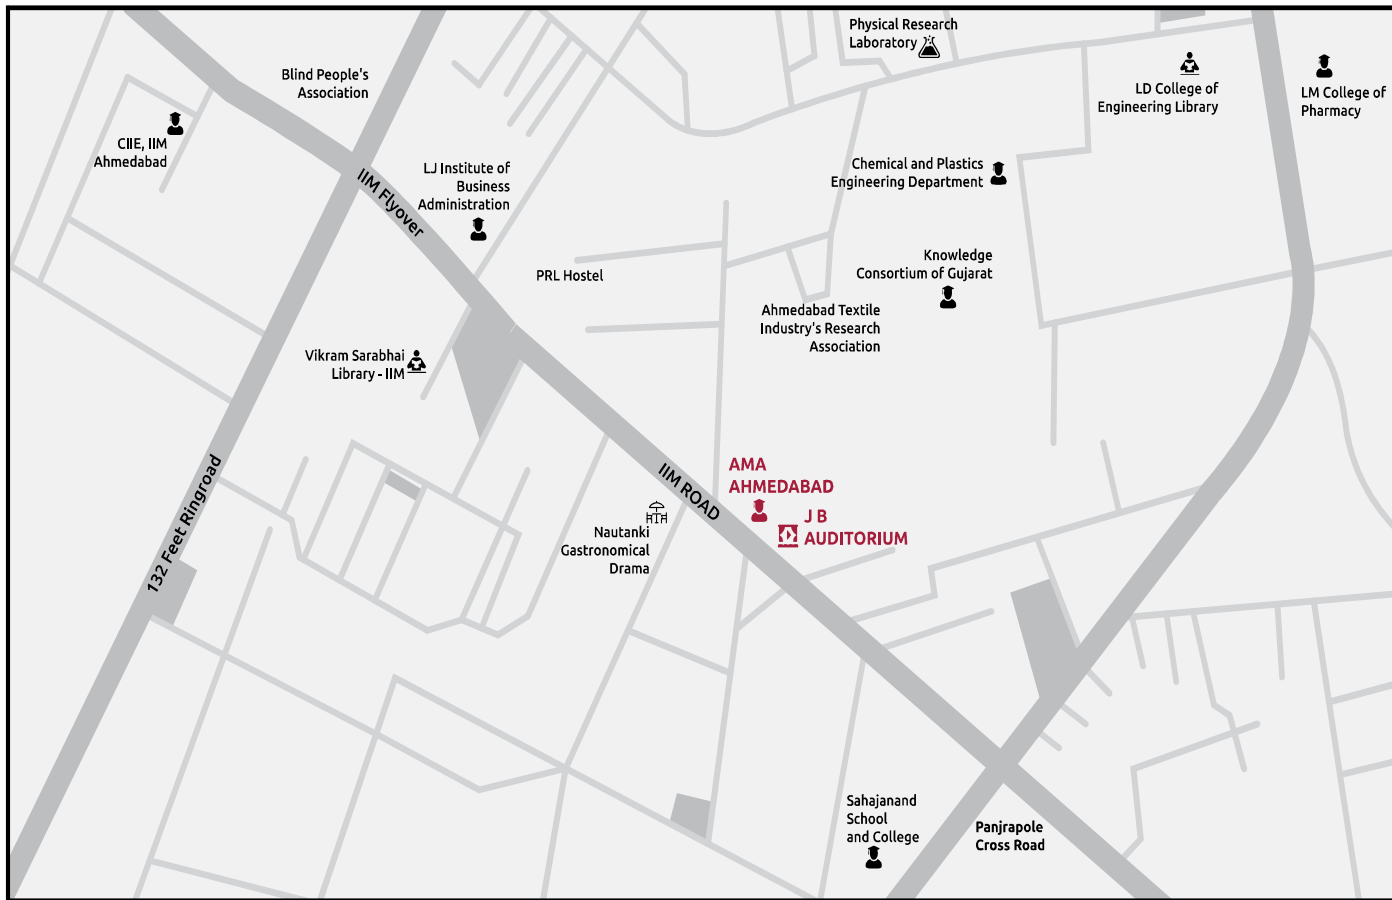 Physical Research
Laboratory
Blind People's
Association
LD College of
Engineering Library
LM College of
Pharmacy
CIIE, IIM
Ahmedabad
LJ Institute of
Business
Administration
IIM Flyover
Chemical and Plastics
Engineering Department
PRL Hostel
Knowledge
Consortium of Gujarat
Ahmedabad Textile
Industry's Research
Association
Vikram Sarabhai
Library - IIM
132 Feet Ringroad
IIM ROAD
AMA
AHMEDABAD
J B
AUDITORIUM
Nautanki
Gastronomical
Drama
Sahajanand
School
and College
Panjrapole
Cross Road